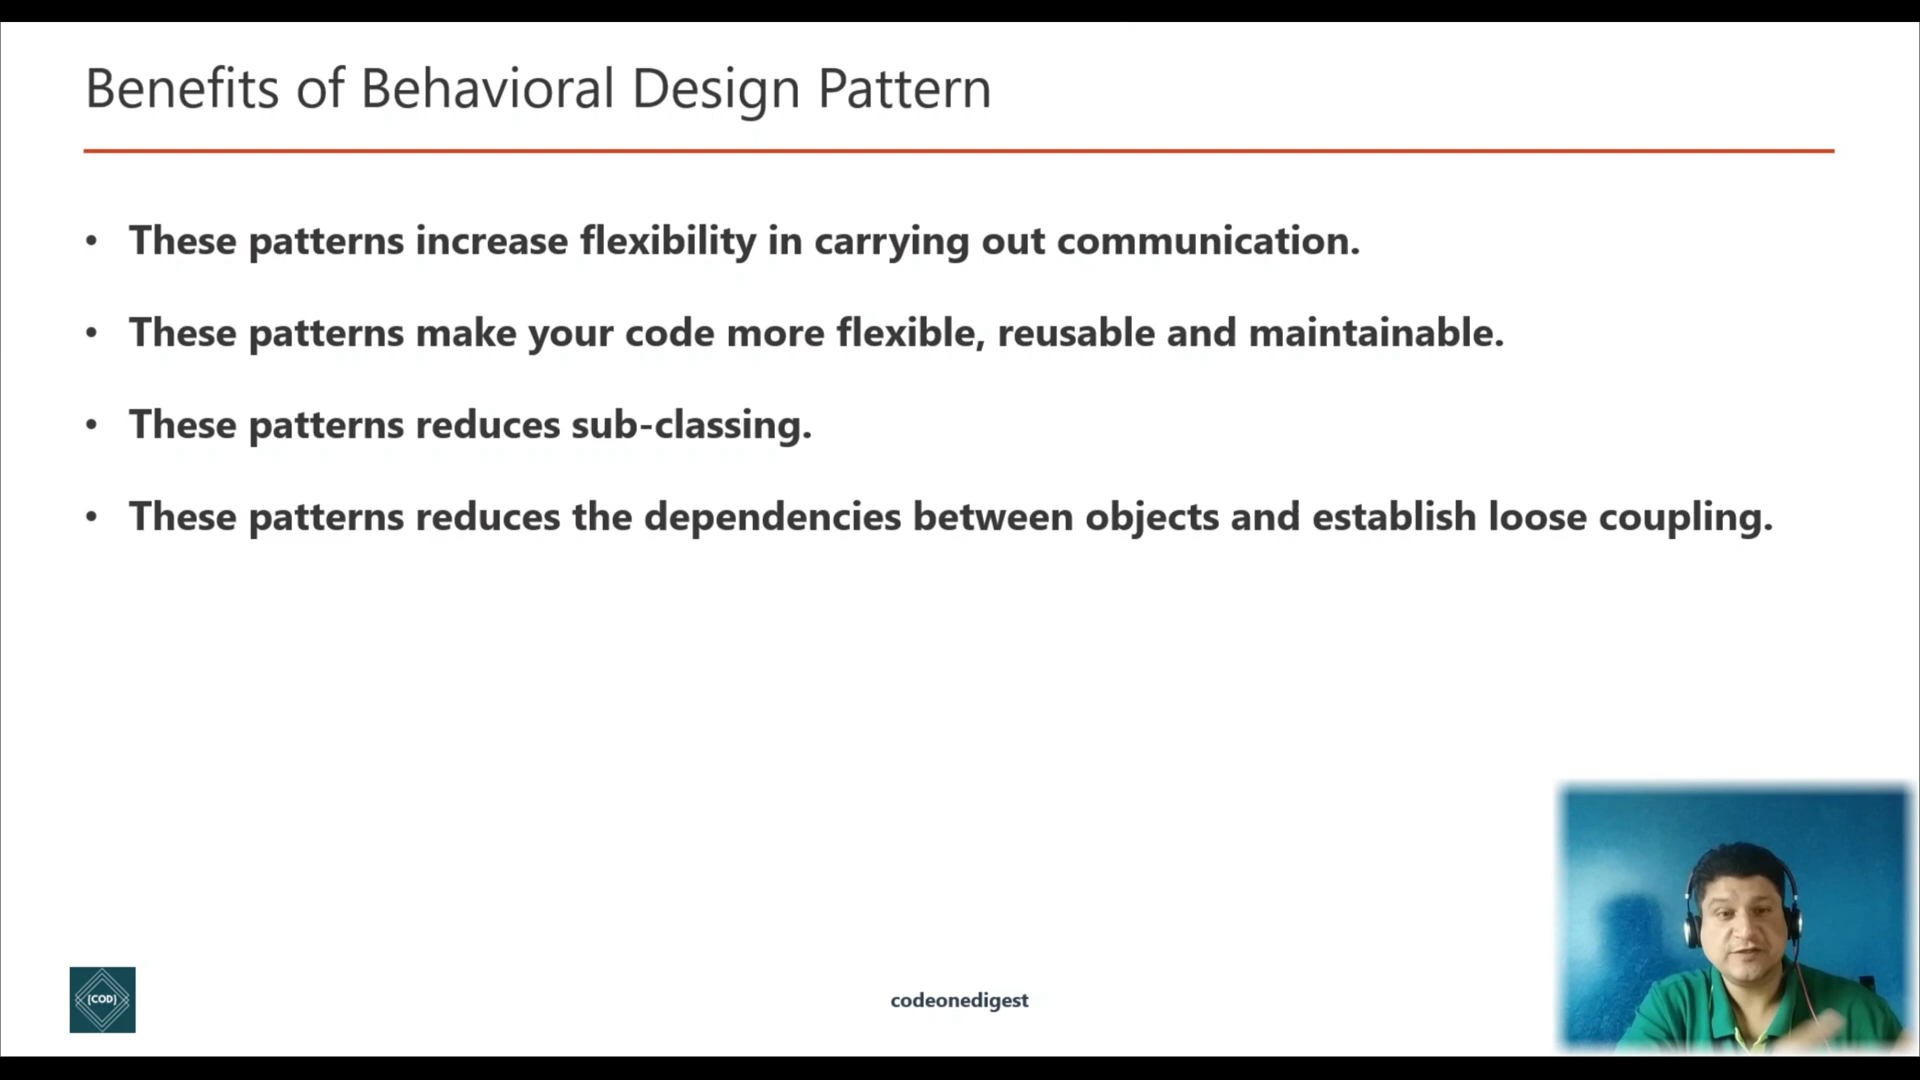 Benefits of Behavioral Design Pattern
• These patterns increase flexibility in carrying out communication.
• These patterns make your code more flexible, reusable and maintainable.
• These patterns reduces sub-classing.
• These patterns reduces the dependencies between objects and establish loose coupling.
{COD}
codeonedigest